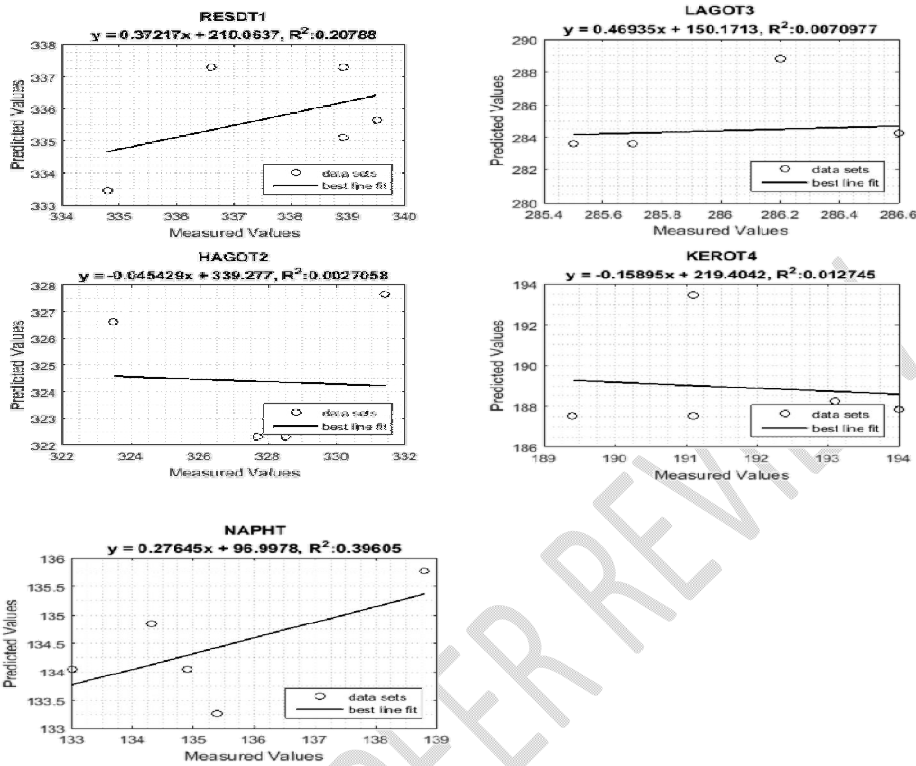 RESDT1
y = 0.37217x + 210.0637, R²:0.20788
338
337
336
335
334
333
334 335 336 337 338 339 340
Predicted Values
Measured Values
data sets
best line fit
LAGOT3
y = 0.46935x + 150.1713, R²:0.0070977
290
288
286
284
282
280
285.4 285.6 285.8 286 286.2 286.4 286.6
Predicted Values
Measured Values
data sets
best line fit
HAGOT2
y = -0.045429x + 339.277, R²:0.0027058
328
327
326
325
324
323
322
322 324 326 328 330 332
Predicted Values
Measured Values
data sets
best line fit
KEROT4
y = -0.15895x + 219.4042, R²:0.012745
194
192
190
188
186
189 190 191 192 193 194
Predicted Values
Measured Values
data sets
best line fit
NAPHT
y = 0.27645x + 96.9978, R²:0.39605
136
135.5
135
134.5
134
133.5
133
133 134 135 136 137 138 139
Predicted Values
Measured Values
data sets
best line fit
PEER REVIEW